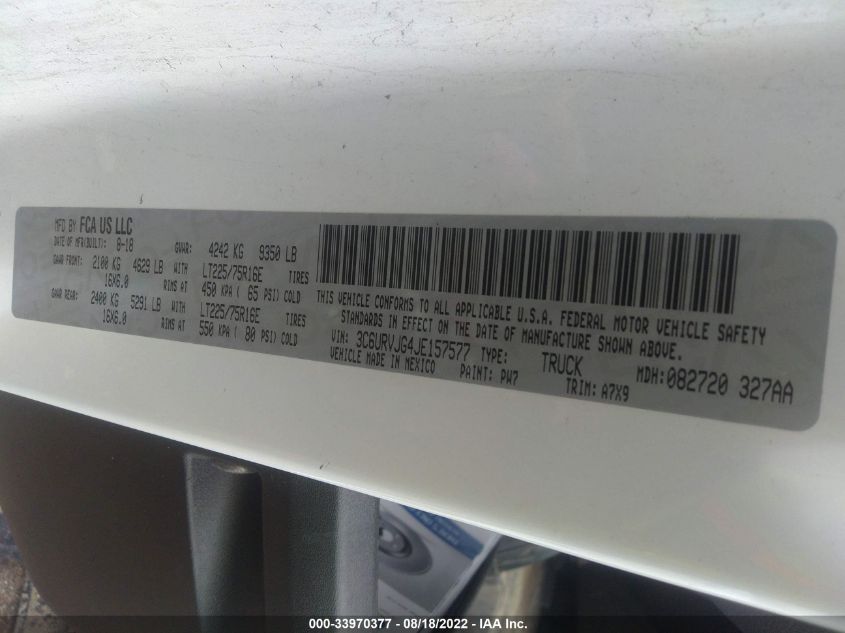 MFD BY FCA US LLC
DATE OF MFR(BUILT): 8-18 GVWR: 4242 KG 9350 LB
GAWR FRONT: 2100 KG 4629 LB WITH LT225/75R16E TIRES
16X6.0 RIMS AT 450 KPA ( 65 PSI) COLD
GAWR REAR: 2400 KG 5291 LB WITH LT225/75R16E TIRES
16X6.0 RIMS AT 550 KPA ( 80 PSI) COLD
THIS VEHICLE CONFORMS TO ALL APPLICABLE U.S.A. FEDERAL MOTOR VEHICLE SAFETY
STANDARDS IN EFFECT ON THE DATE OF MANUFACTURE SHOWN ABOVE.
VIN: 3C6URVJG4JE157577 TYPE: TRUCK MDH:082720 327AA
VEHICLE MADE IN MEXICO PAINT: PW7 TRIM: A7X9
000-33970377 - 08/18/2022 - IAA Inc.